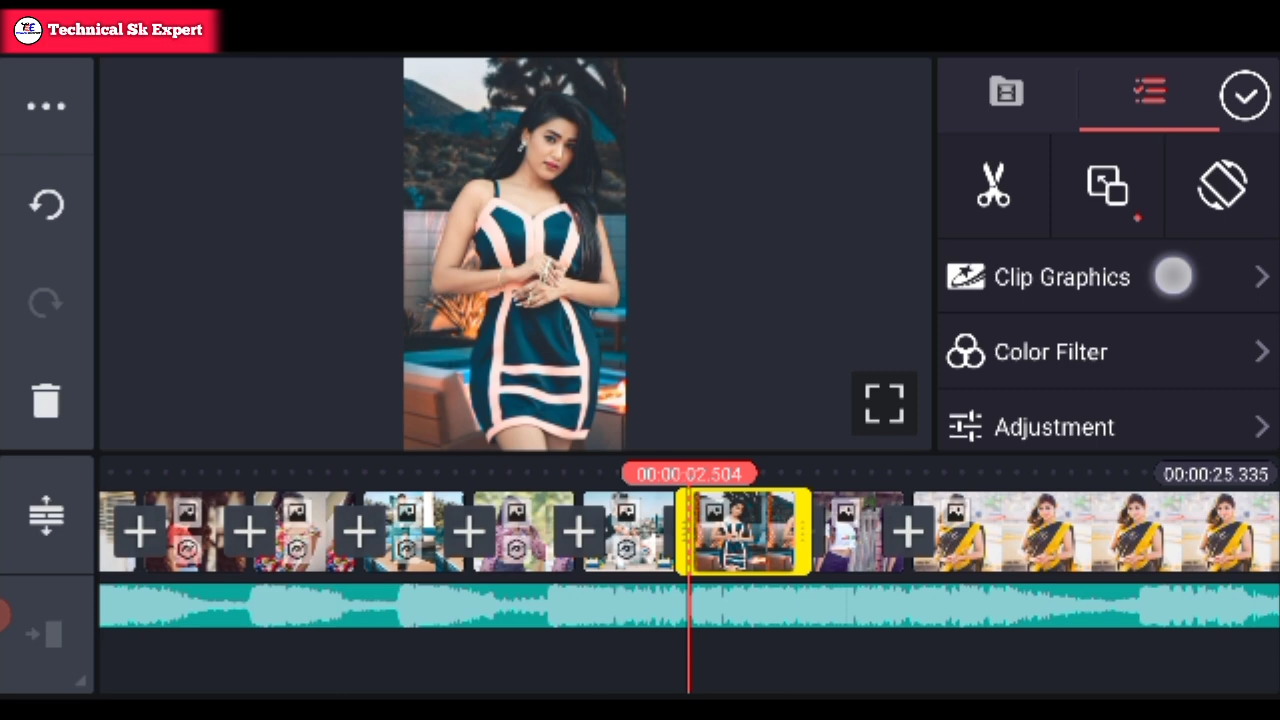 Technical Sk Expert
Clip Graphics
Color Filter
Adjustment
00:00:02.504
00:00:25.335